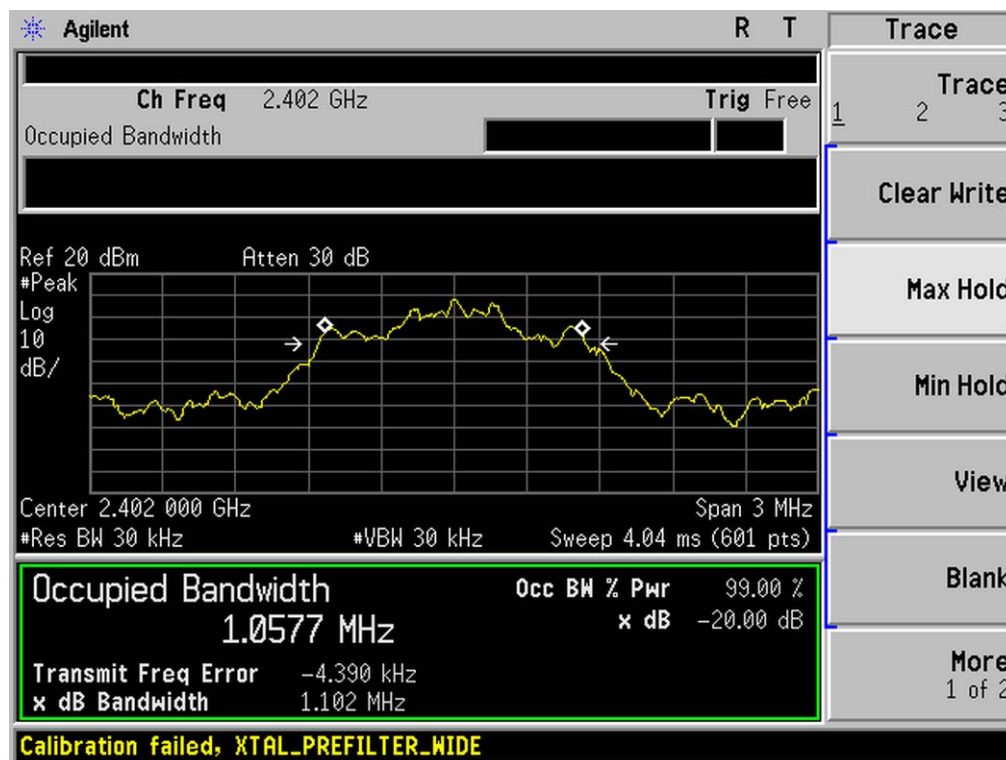 Agilent R T Trace
Ch Freq 2.402 GHz Trig Free
Occupied Bandwidth
Trace
1 2 3
Clear Write
Max Hold
Min Hold
View
Blank
More
1 of 2
Ref 20 dBm Atten 30 dB
#Peak
Log
10
dB/
Center 2.402 000 GHz Span 3 MHz
#Res BW 30 kHz #VBW 30 kHz Sweep 4.04 ms (601 pts)
Occupied Bandwidth Occ BW % Pwr 99.00 %
1.0577 MHz x dB -20.00 dB
Transmit Freq Error -4.390 kHz
x dB Bandwidth 1.102 MHz
Calibration failed, XTAL_PREFILTER_WIDE